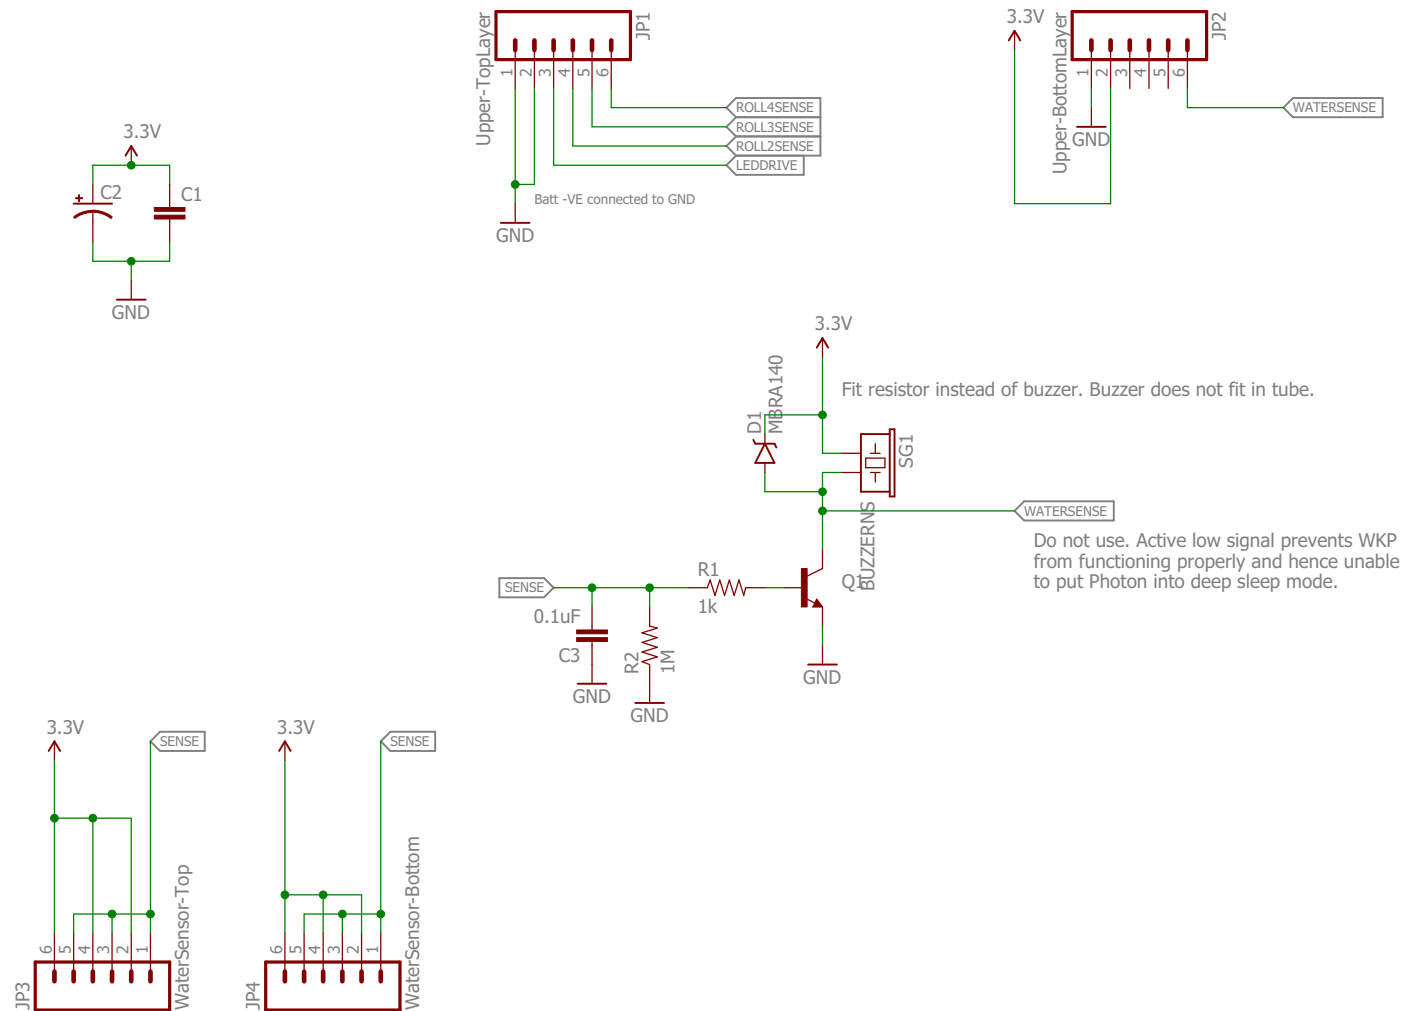 JP1
Upper-TopLayer
1
2
3
4
5
6
ROLL4SENSE
ROLL3SENSE
ROLL2SENSE
LEDDRIVE
Batt -VE connected to GND
GND
3.3V
JP2
Upper-BottomLayer
1
2
3
4
5
6
WATERSENSE
GND
3.3V
C2
C1
GND
3.3V
Fit resistor instead of buzzer. Buzzer does not fit in tube.
D1
MBRA140
SG1
BUZZERNS
WATERSENSE
Do not use. Active low signal prevents WKP
from functioning properly and hence unable
to put Photon into deep sleep mode.
SENSE
R1
1k
Q1
0.1uF
C3
R2
1M
GND
GND
GND
3.3V
SENSE
6
5
4
3
2
1
JP3
WaterSensor-Top
3.3V
SENSE
6
5
4
3
2
1
JP4
WaterSensor-Bottom